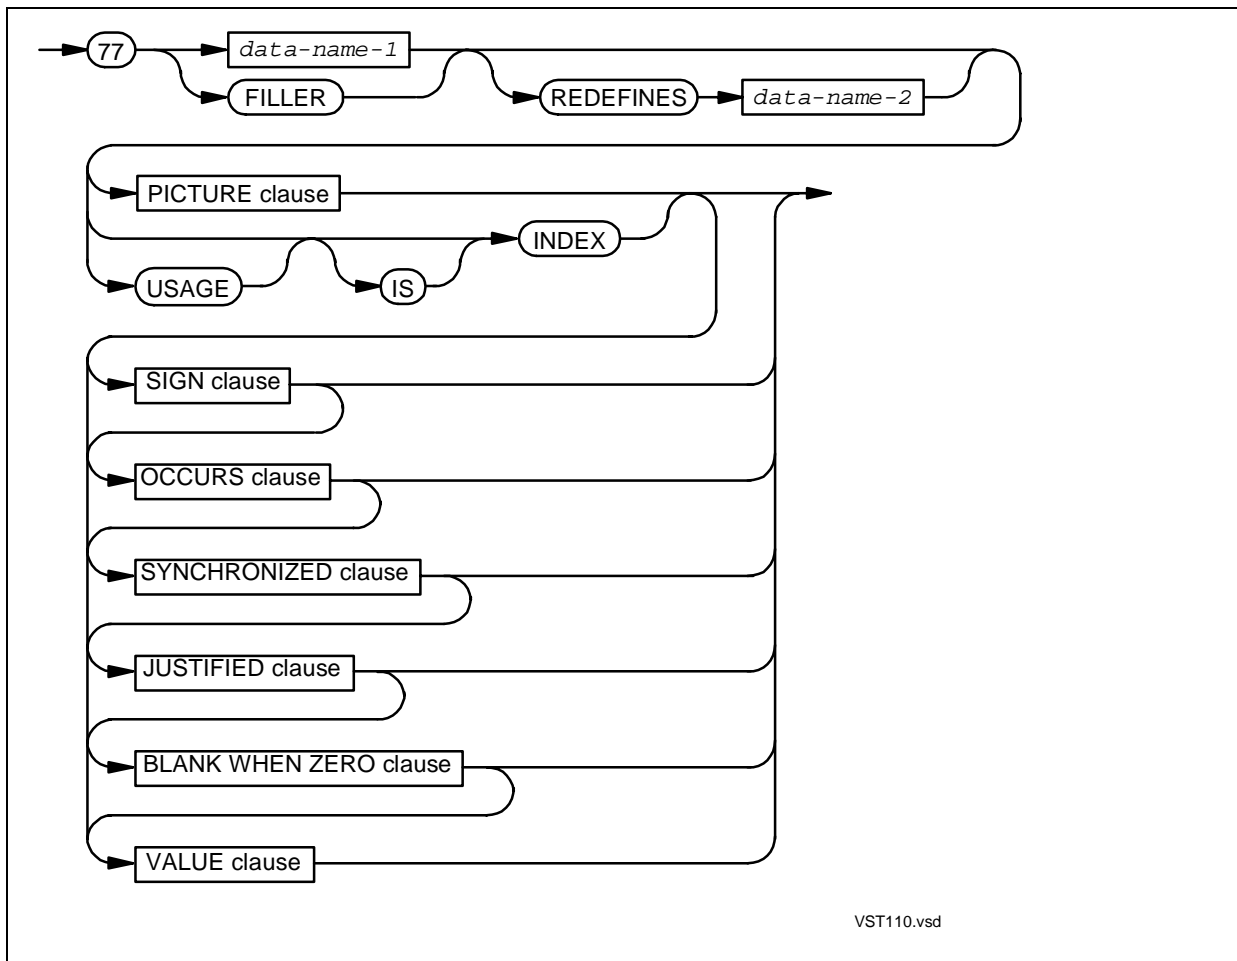 77 data-name-1
FILLER REDEFINES data-name-2
PICTURE clause
INDEX
USAGE IS
SIGN clause
OCCURS clause
SYNCHRONIZED clause
JUSTIFIED clause
BLANK WHEN ZERO clause
VALUE clause
VST110.vsd